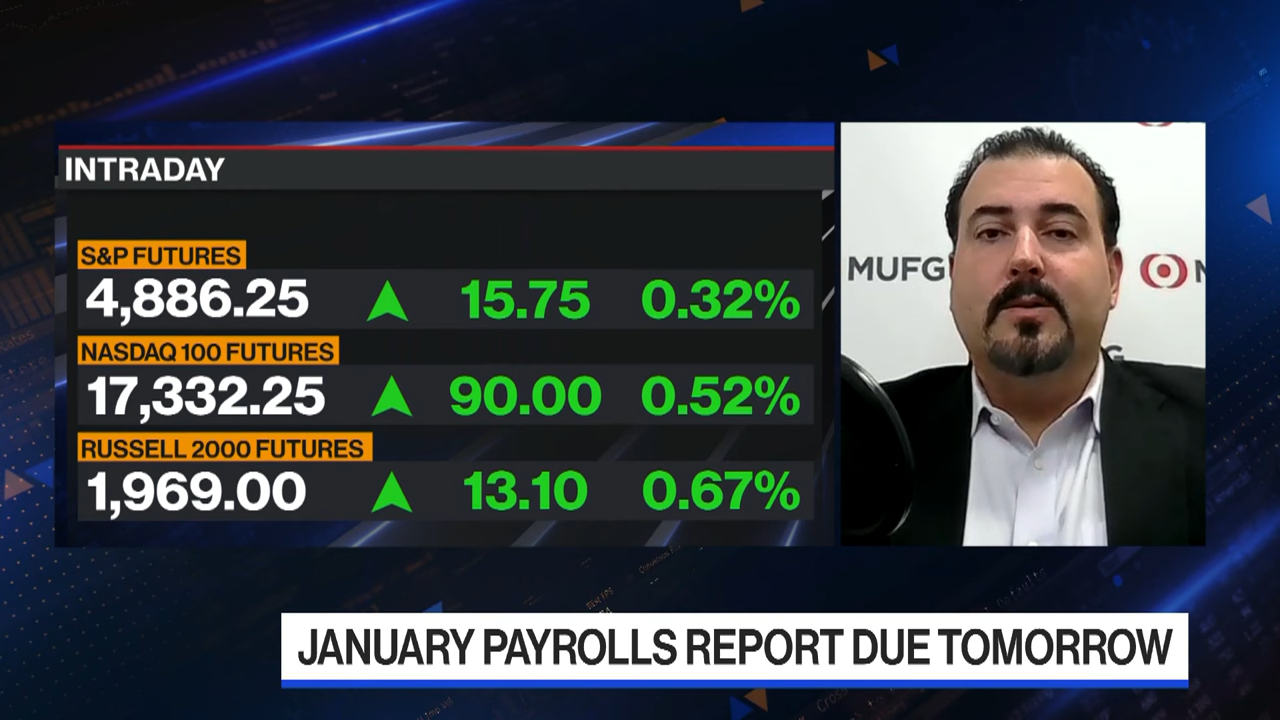 INTRADAY
S&P FUTURES
4,886.25 15.75 0.32%
NASDAQ 100 FUTURES
17,332.25 90.00 0.52%
RUSSELL 2000 FUTURES
1,969.00 13.10 0.67%
MUFG
JANUARY PAYROLLS REPORT DUE TOMORROW